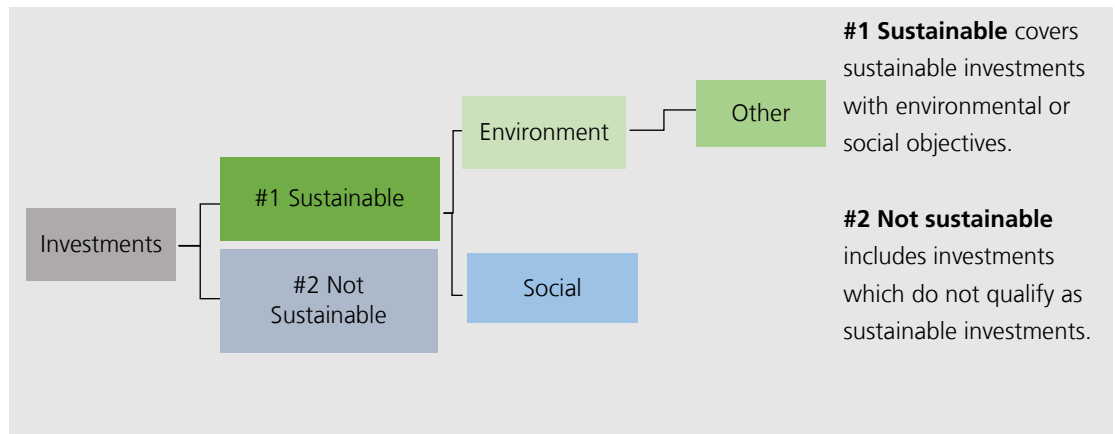 Investments
#1 Sustainable
#2 Not
Sustainable
Environment
Social
Other
#1 Sustainable covers
sustainable investments
with environmental or
social objectives.
#2 Not sustainable
includes investments
which do not qualify as
sustainable investments.